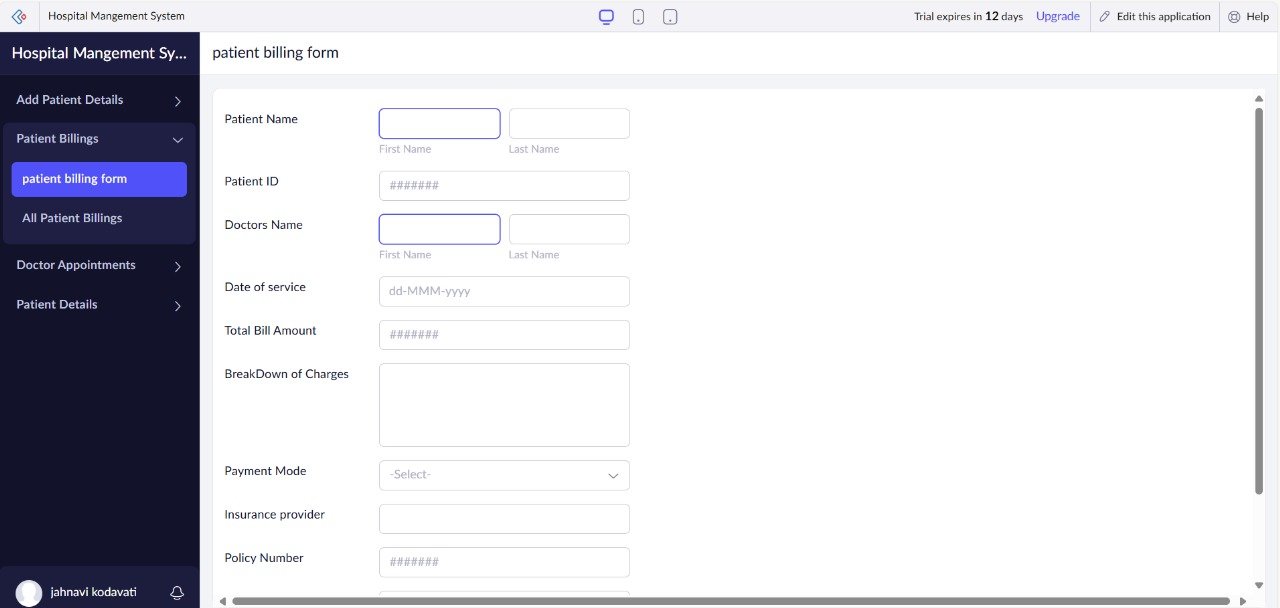 Hospital Mangement System
Trial expires in 12 days Upgrade Edit this application Help
Hospital Mangement Sy...
patient billing form
Add Patient Details
Patient Billings
patient billing form
All Patient Billings
Doctor Appointments
Patient Details
jahnavi kodavati
Patient Name
First Name Last Name
Patient ID #######
Doctors Name
First Name Last Name
Date of service dd-MMM-yyyy
Total Bill Amount #######
BreakDown of Charges
Payment Mode -Select-
Insurance provider
Policy Number #######